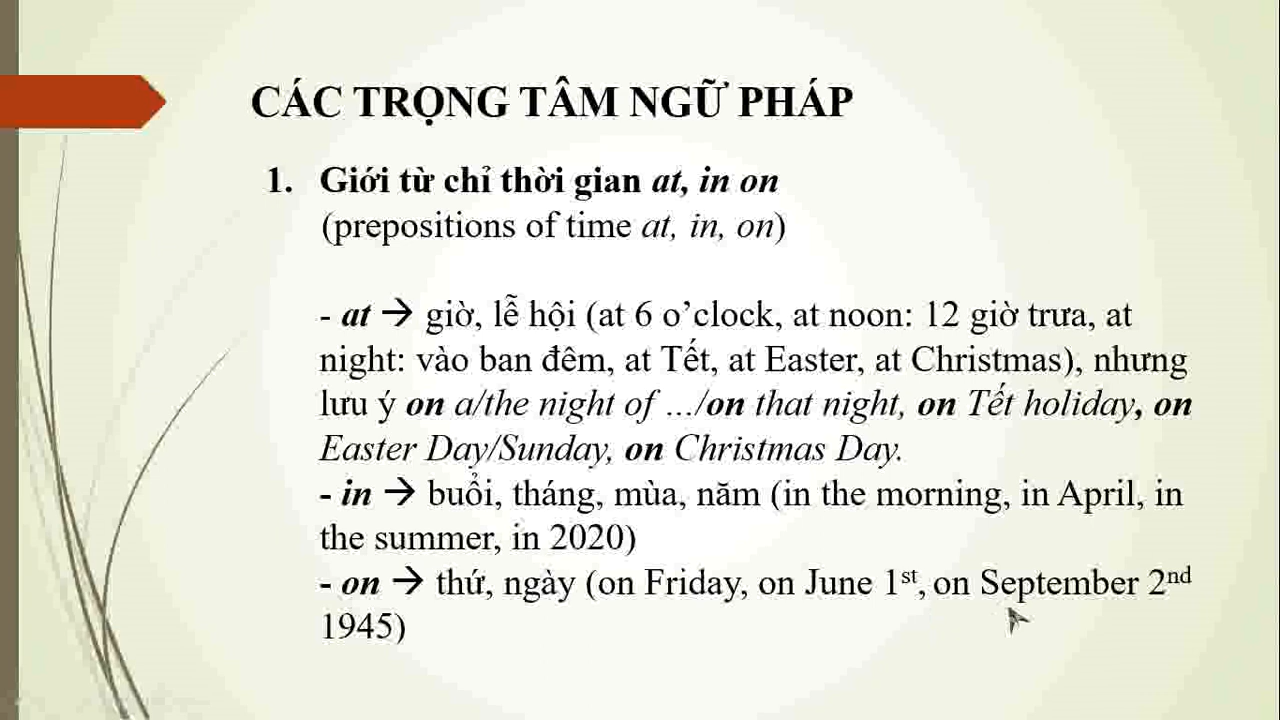 CÁC TRỌNG TÂM NGỮ PHÁP
1. Giới từ chỉ thời gian at, in on
(prepositions of time at, in, on)
- at → giờ, lễ hội (at 6 o’clock, at noon: 12 giờ trưa, at
night: vào ban đêm, at Tết, at Easter, at Christmas), nhưng
lưu ý on a/the night of .../on that night, on Tết holiday, on
Easter Day/Sunday, on Christmas Day.
- in → buổi, tháng, mùa, năm (in the morning, in April, in
the summer, in 2020)
- on → thứ, ngày (on Friday, on June 1st, on September 2nd
1945)